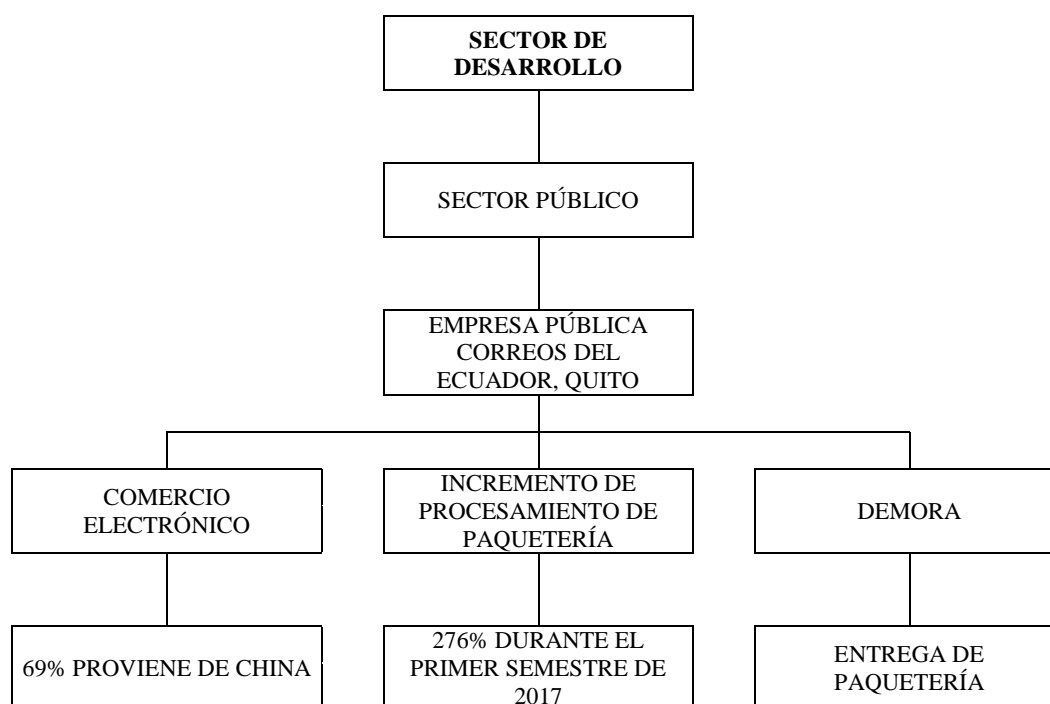 SECTOR DE
DESARROLLO
SECTOR PÚBLICO
EMPRESA PÚBLICA
CORREOS DEL
ECUADOR, QUITO
COMERCIO
ELECTRÓNICO
INCREMENTO DE
PROCESAMIENTO DE
PAQUETERÍA
DEMORA
69% PROVIENE DE CHINA
276% DURANTE EL
PRIMER SEMESTRE DE
2017
ENTREGA DE
PAQUETERÍA